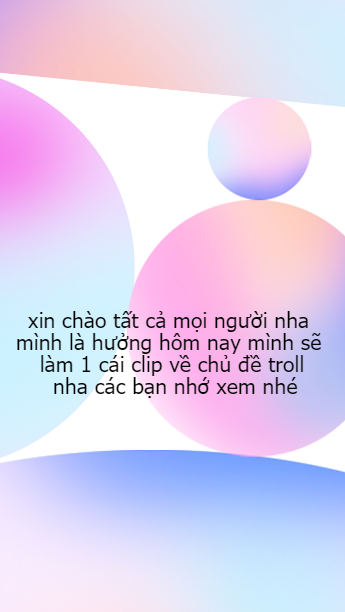 xin chào tất cả mọi người nha
mình là hưởng hôm nay mình sẽ
làm 1 cái clip về chủ đề troll
nha các bạn nhớ xem nhé